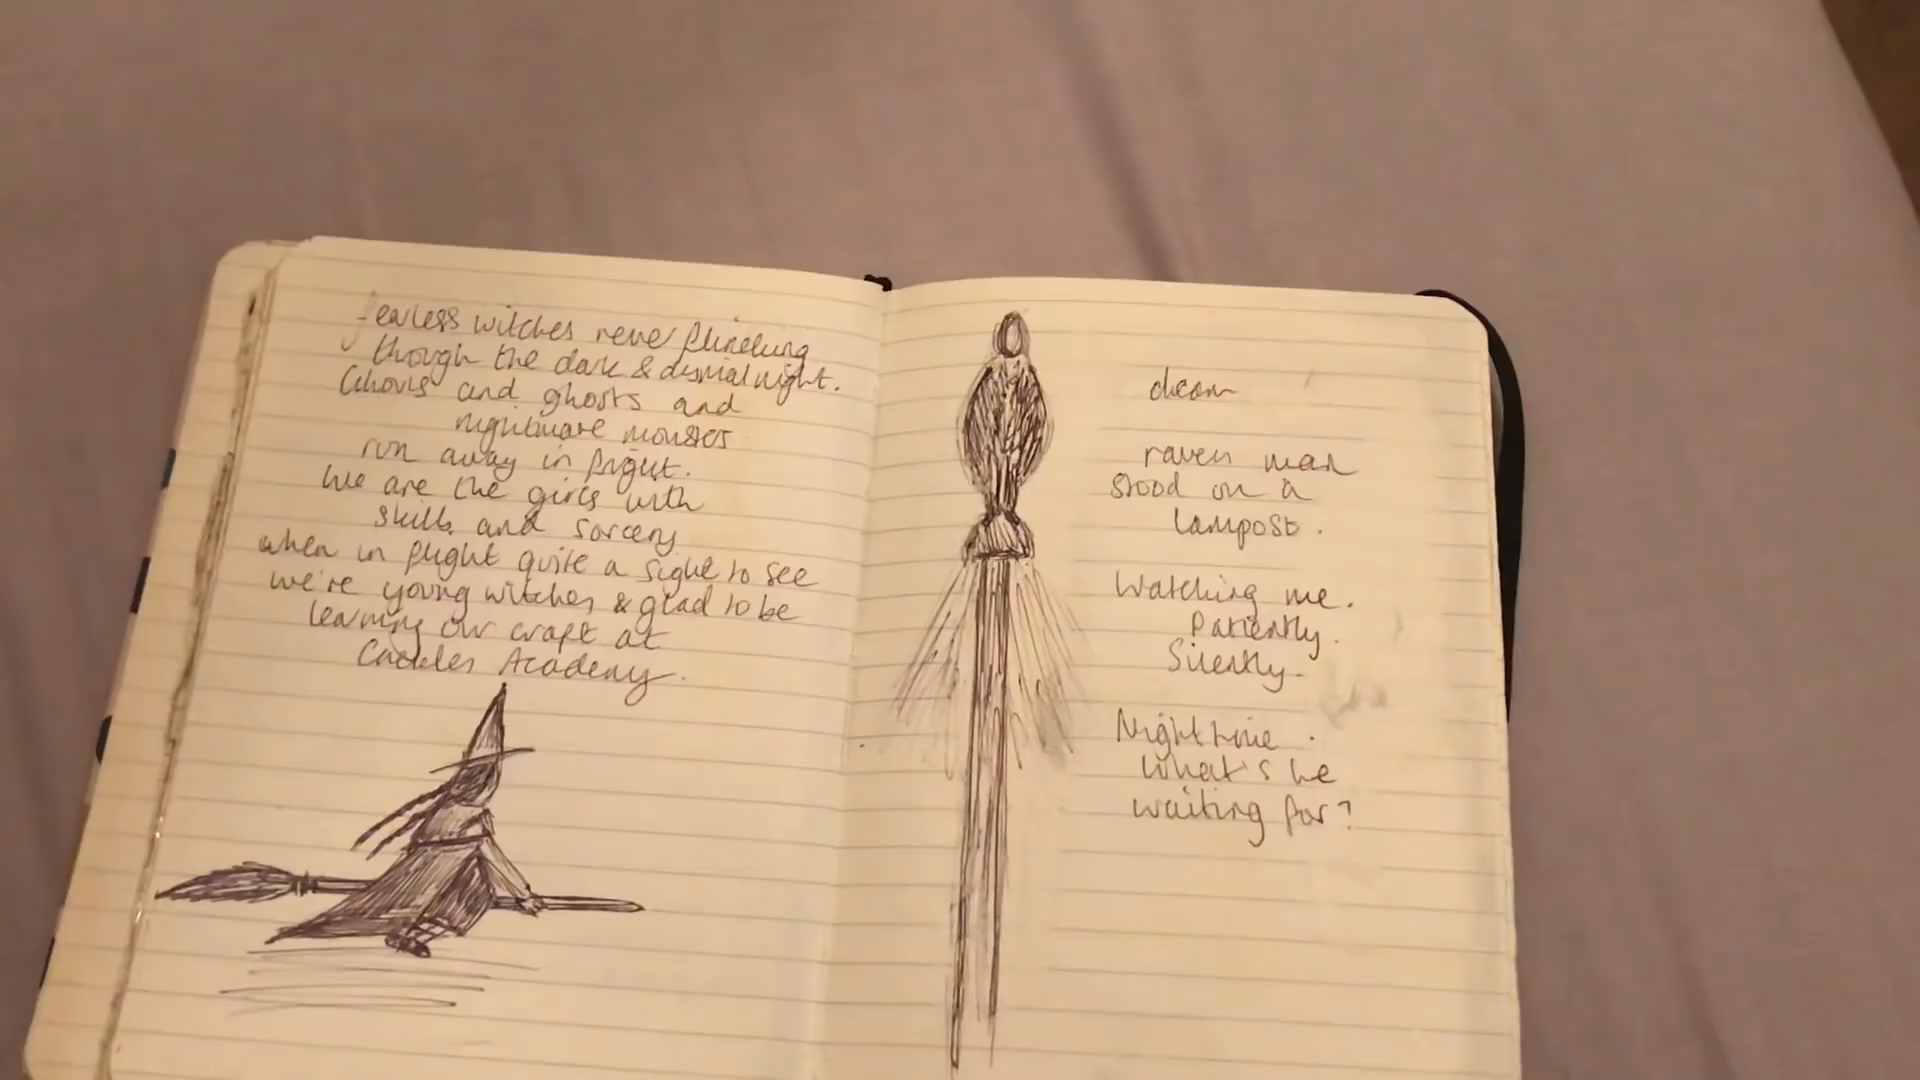 fearless witches never flinching
through the dark & dismal night.
Ghouls and ghosts and
nightmare monsters
run away in fright.
We are the girls with
skills and sorcery
when in flight quite a sight to see
we're young witches & glad to be
learning our craft at
Cackles Academy.
dream
raven man
stood on a
lampost.
Watching me.
Patiently.
Silently.
Night time.
What's he
waiting for?